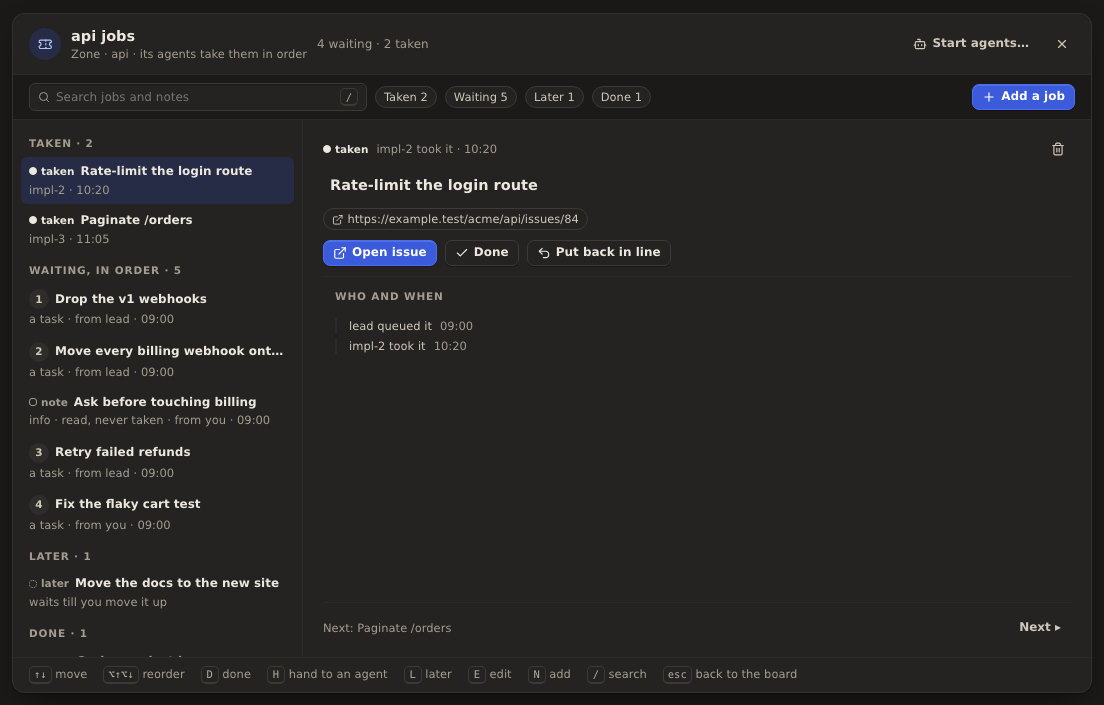 api jobs
Zone · api · its agents take them in order
4 waiting · 2 taken
Start agents…
Search jobs and notes
/
Taken 2
Waiting 5
Later 1
Done 1
Add a job
TAKEN · 2
taken Rate-limit the login route
impl-2 · 10:20
taken Paginate /orders
impl-3 · 11:05
WAITING, IN ORDER · 5
1 Drop the v1 webhooks
a task · from lead · 09:00
2 Move every billing webhook ont…
a task · from lead · 09:00
note Ask before touching billing
info · read, never taken · from you · 09:00
3 Retry failed refunds
a task · from lead · 09:00
4 Fix the flaky cart test
a task · from you · 09:00
LATER · 1
later Move the docs to the new site
waits till you move it up
DONE · 1
taken impl-2 took it · 10:20
Rate-limit the login route
https://example.test/acme/api/issues/84
Open issue
Done
Put back in line
WHO AND WHEN
lead queued it 09:00
impl-2 took it 10:20
Next: Paginate /orders
Next ▸
↑↓ move
⌥↑⌥↓ reorder
D done
H hand to an agent
L later
E edit
N add
/ search
esc back to the board